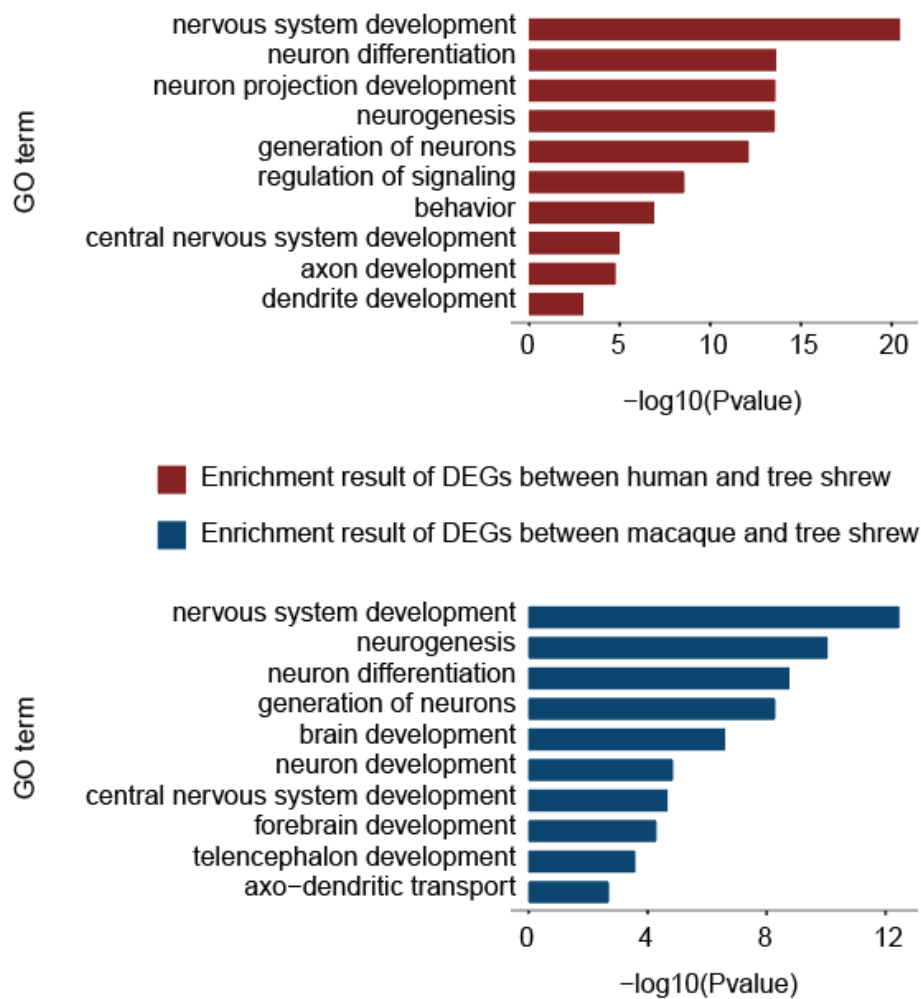 nervous system development
neuron differentiation
neuron projection development
neurogenesis
generation of neurons
regulation of signaling
behavior
central nervous system development
axon development
dendrite development
GO term
0 5 10 15 20
−log10(Pvalue)
Enrichment result of DEGs between human and tree shrew
Enrichment result of DEGs between macaque and tree shrew
nervous system development
neurogenesis
neuron differentiation
generation of neurons
brain development
neuron development
central nervous system development
forebrain development
telencephalon development
axo−dendritic transport
GO term
0 4 8 12
−log10(Pvalue)